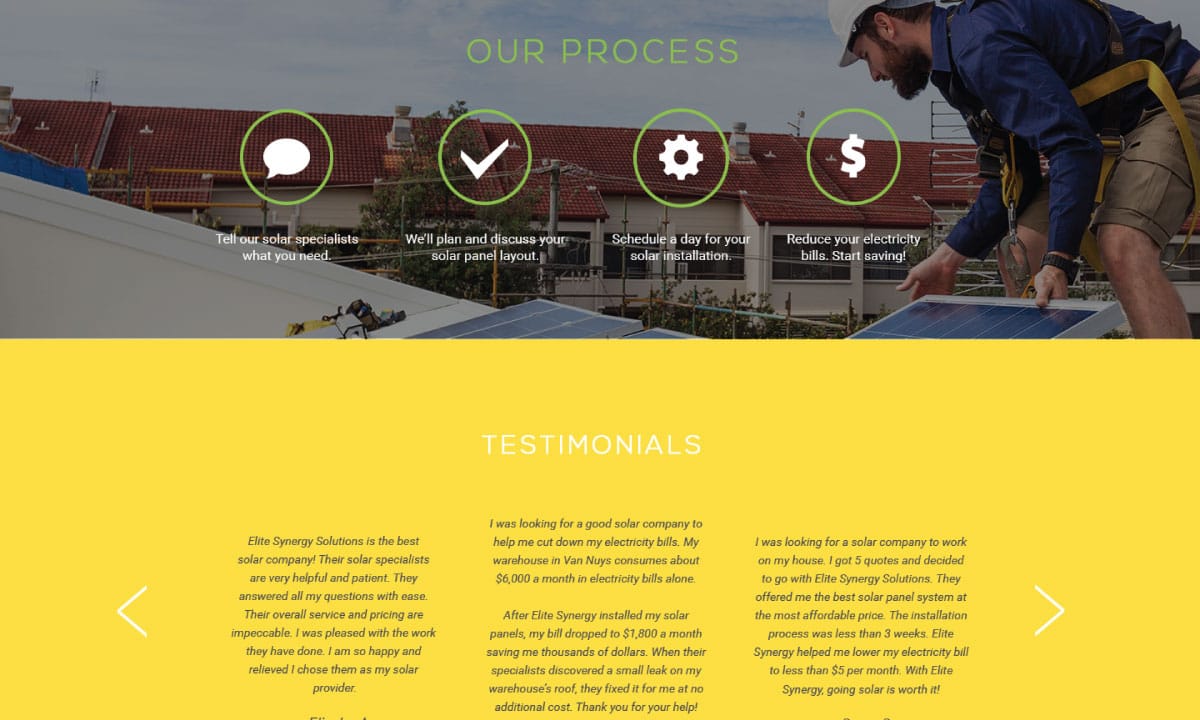 OUR PROCESS
$
Tell our solar specialists
what you need.
We'll plan and discuss your
solar panel layout.
Schedule a day for your
solar installation.
Reduce your electricity
bills. Start saving!
TESTIMONIALS
Elite Synergy Solutions is the best
solar company! Their solar specialists
are very helpful and patient. They
answered all my questions with ease.
Their overall service and pricing are
impeccable. I was pleased with the work
they have done. I am so happy and
relieved I chose them as my solar
provider.
I was looking for a good solar company to
help me cut down my electricity bills. My
warehouse in Van Nuys consumes about
$6,000 a month in electricity bills alone.
After Elite Synergy installed my solar
panels, my bill dropped to $1,800 a month
saving me thousands of dollars. When their
specialists discovered a small leak on my
warehouse's roof, they fixed it for me at no
additional cost. Thank you for your help!
I was looking for a solar company to work
on my house. I got 5 quotes and decided
to go with Elite Synergy Solutions. They
offered me the best solar panel system at
the most affordable price. The installation
process was less than 3 weeks. Elite
Synergy helped me lower my electricity bill
to less than $5 per month. With Elite
Synergy, going solar is worth it!